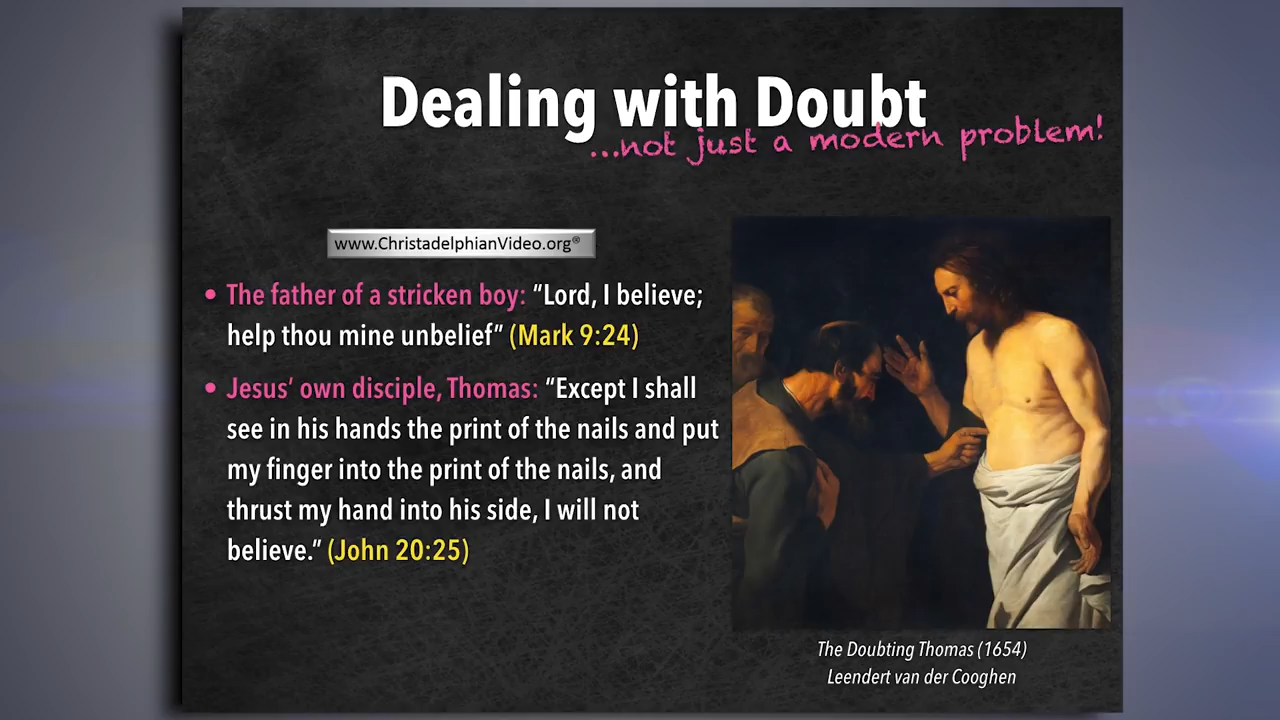 Dealing with Doubt
...not just a modern problem!
www.ChristadelphianVideo.org®
• The father of a stricken boy: “Lord, I believe;
help thou mine unbelief” (Mark 9:24)
• Jesus’ own disciple, Thomas: “Except I shall
see in his hands the print of the nails and put
my finger into the print of the nails, and
thrust my hand into his side, I will not
believe.” (John 20:25)
The Doubting Thomas (1654)
Leendert van der Cooghen